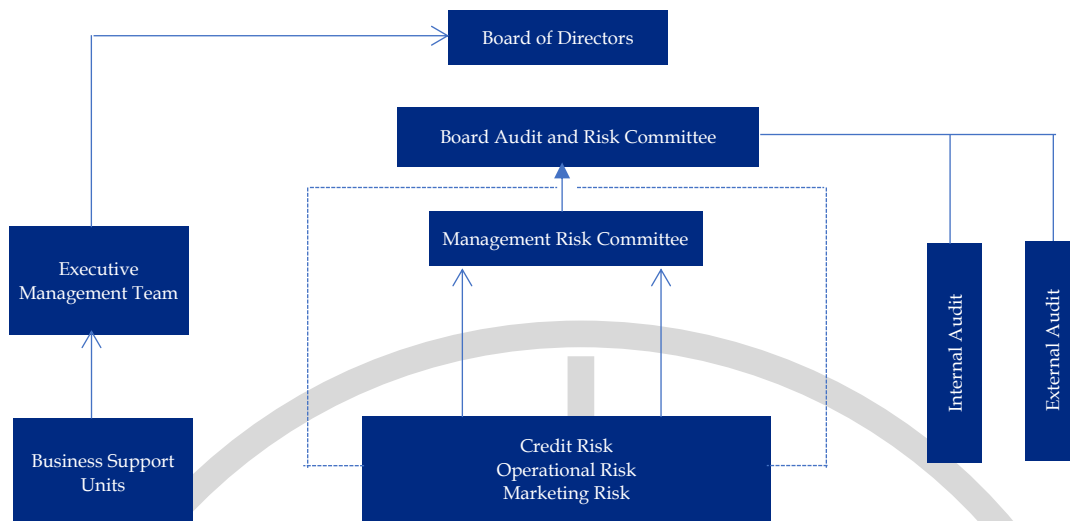 Board of Directors
Board Audit and Risk Committee
Management Risk Committee
Executive
Management Team
Internal Audit
External Audit
Business Support
Units
Credit Risk
Operational Risk
Marketing Risk